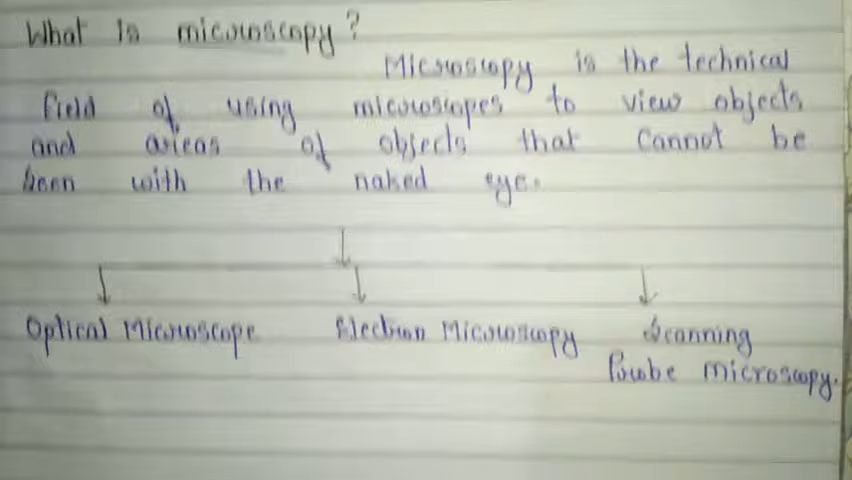 What is microscopy?
Microscopy is the technical
field of using microscopes to view objects
and areas of objects that cannot be
seen with the naked eye.
Optical Microscope Electron Microscopy Scanning
Probe microscopy.